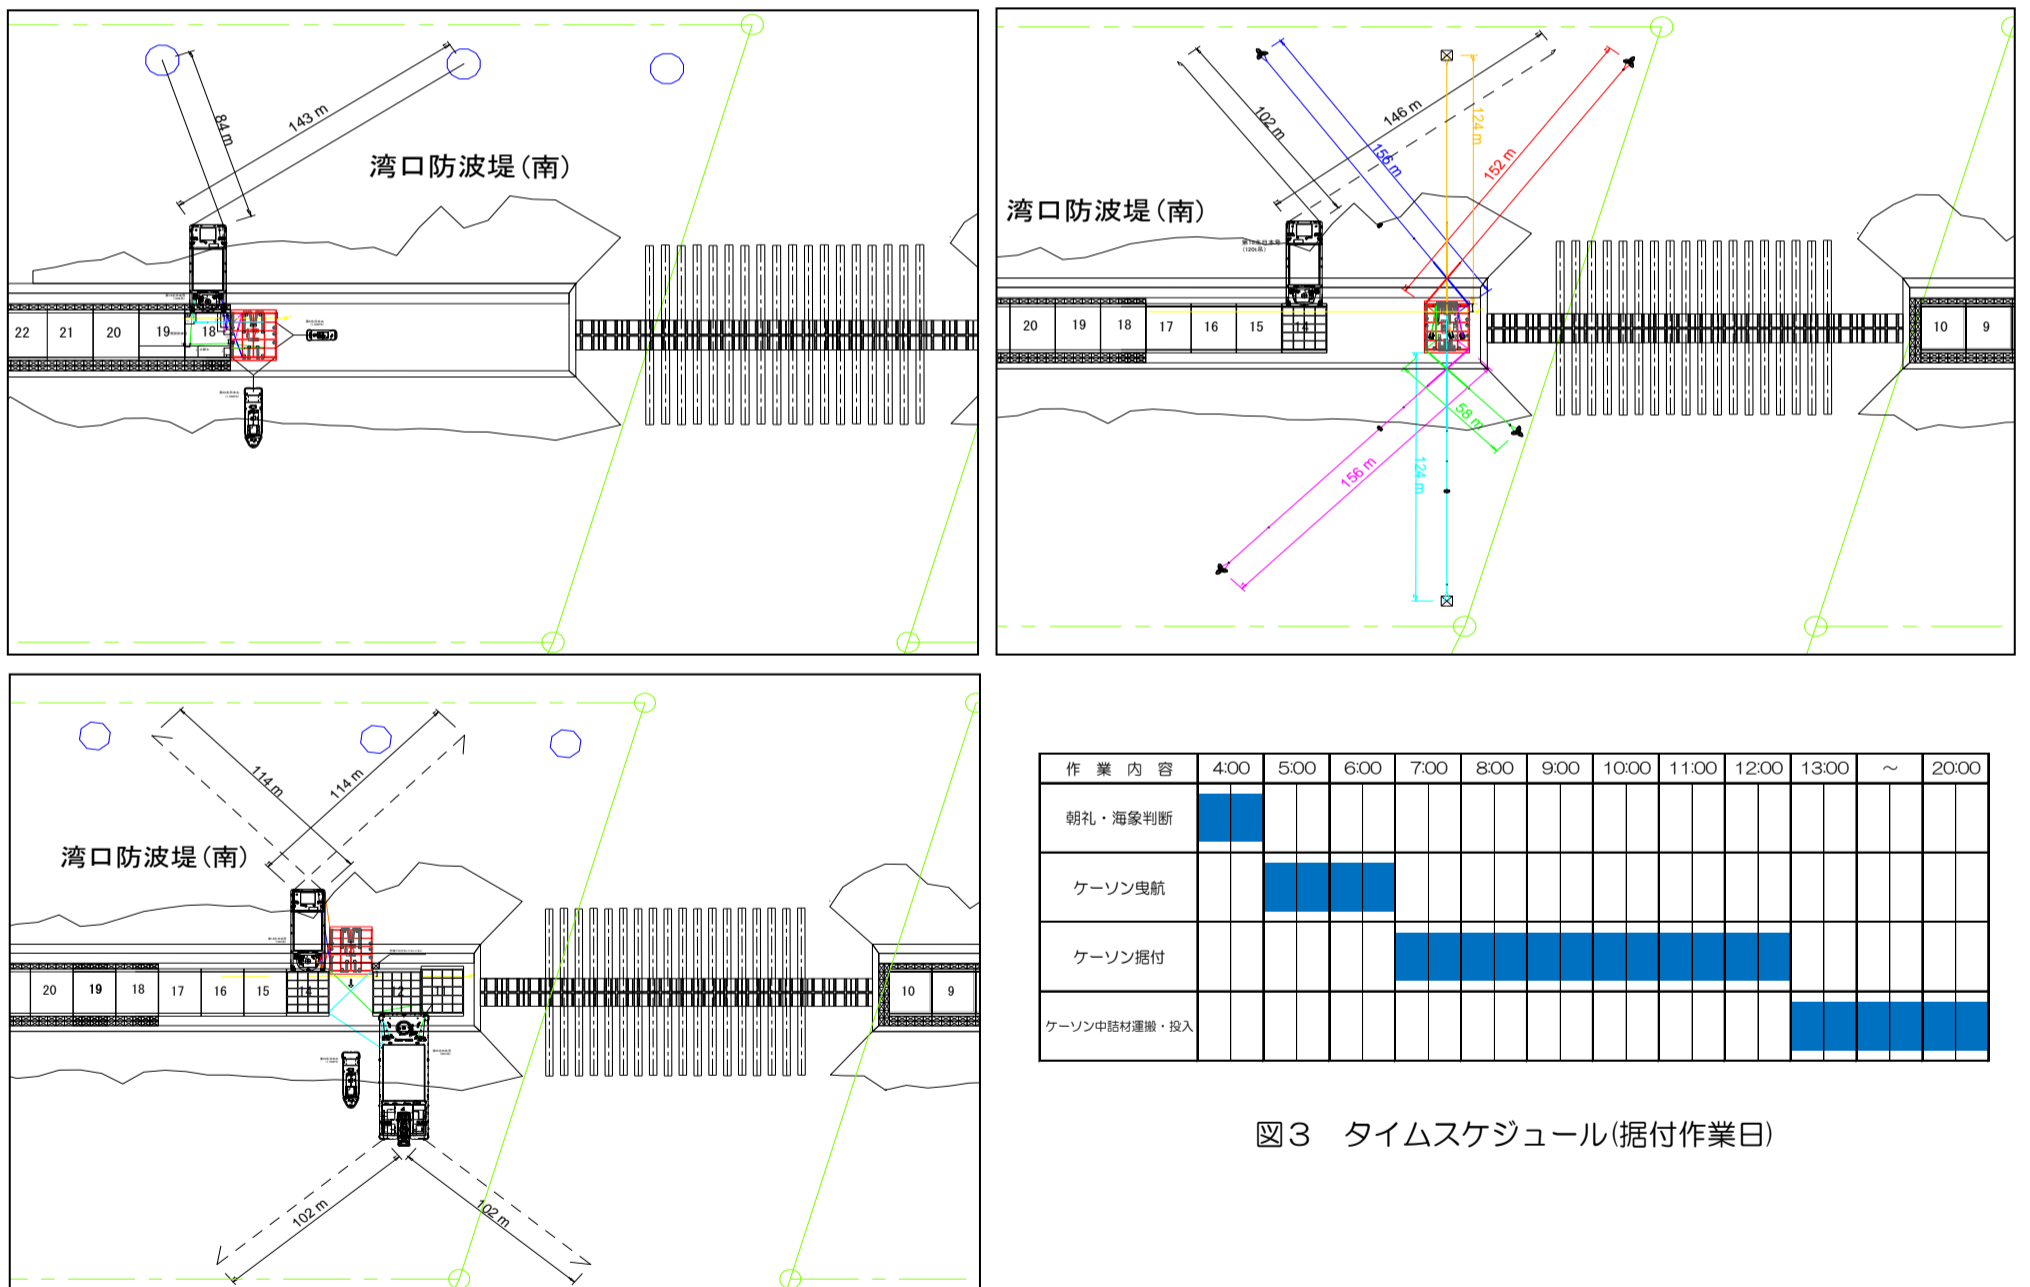 84 m
143 m
湾口防波堤(南)
22 21 20 19 18
102 m
146 m
156 m
124 m
152 m
湾口防波堤(南)
20 19 18 17 16 15 14
10 9
58 m
156 m
124 m
114 m
114 m
湾口防波堤(南)
20 19 18 17 16 15 14 12 11
10 9
102 m
102 m
作業内容 4:00 5:00 6:00 7:00 8:00 9:00 10:00 11:00 12:00 13:00 ～ 20:00
朝礼・海象判断
ケーソン曳航
ケーソン据付
ケーソン中詰材運搬・投入
図3 タイムスケジュール(据付作業日)